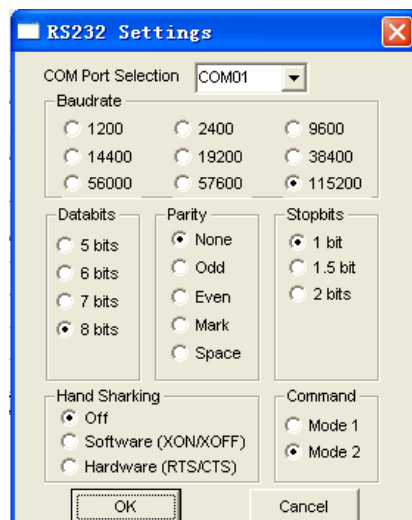 RS232 Settings
COM Port Selection COM01
Baudrate
1200 2400 9600
14400 19200 38400
56000 57600 115200
Databits
5 bits
6 bits
7 bits
8 bits
Parity
None
Odd
Even
Mark
Space
Stopbits
1 bit
1.5 bit
2 bits
Hand Sharking
Off
Software (XON/XOFF)
Hardware (RTS/CTS)
Command
Mode 1
Mode 2
OK Cancel